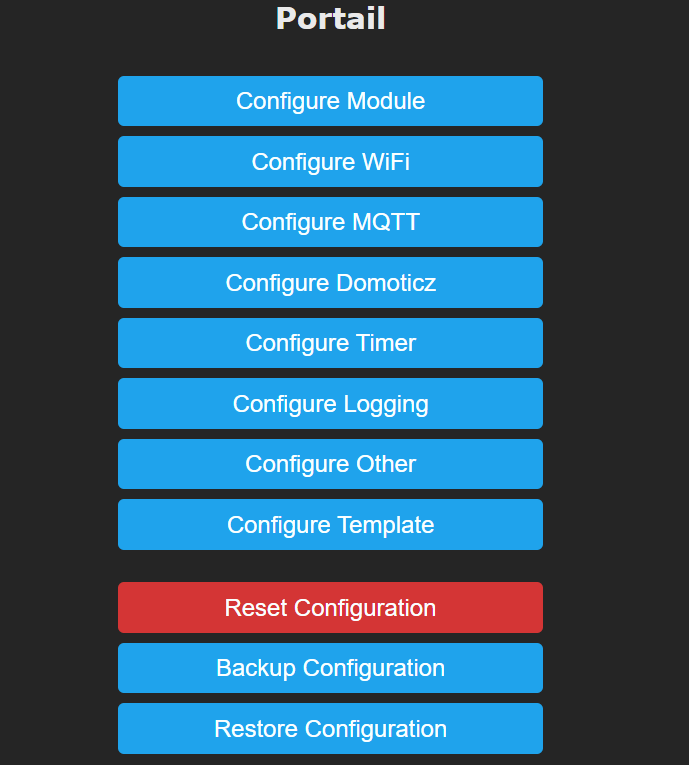 Portail
Configure Module
Configure WiFi
Configure MQTT
Configure Domoticz
Configure Timer
Configure Logging
Configure Other
Configure Template
Reset Configuration
Backup Configuration
Restore Configuration